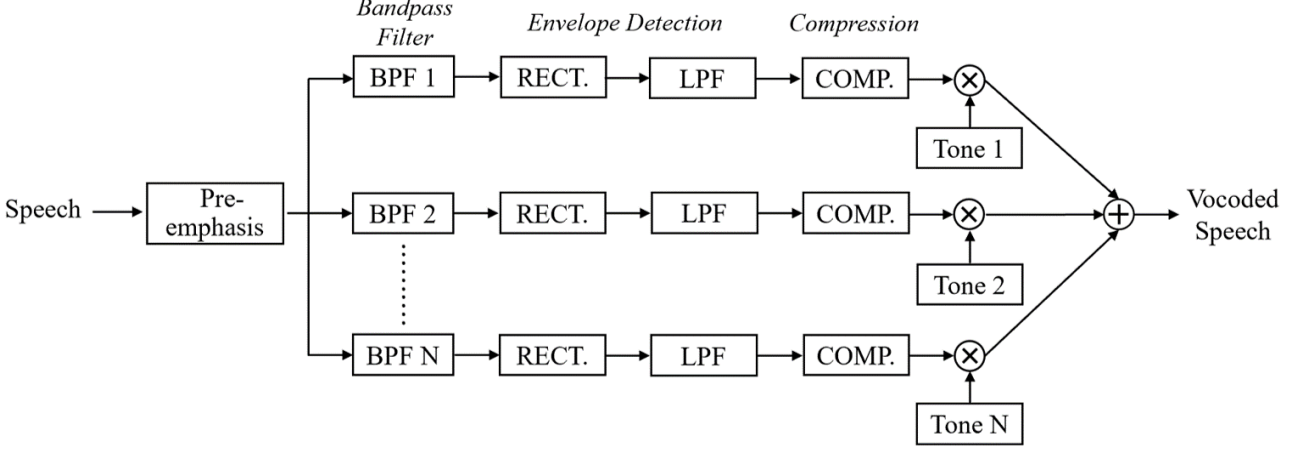 Bandpass
Filter
Envelope Detection
Compression
BPF 1
RECT.
LPF
COMP.
Tone 1
Speech
Pre-
emphasis
BPF 2
RECT.
LPF
COMP.
Tone 2
Vocoded
Speech
BPF N
RECT.
LPF
COMP.
Tone N